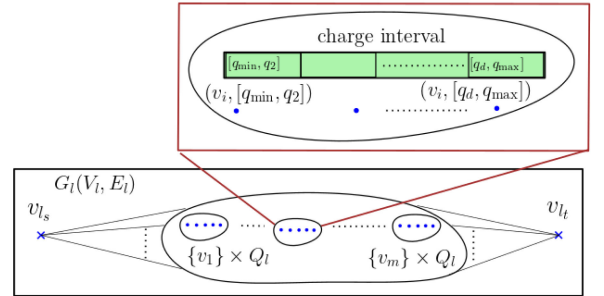 charge interval
[q_min, q_2] ............ [q_d, q_max]
(v_i, [q_min, q_2]) (v_i, [q_d, q_max])
G_l(V_l, E_l)
v_{l_s} v_{l_t}
{v_1} × Q_l {v_m} × Q_l